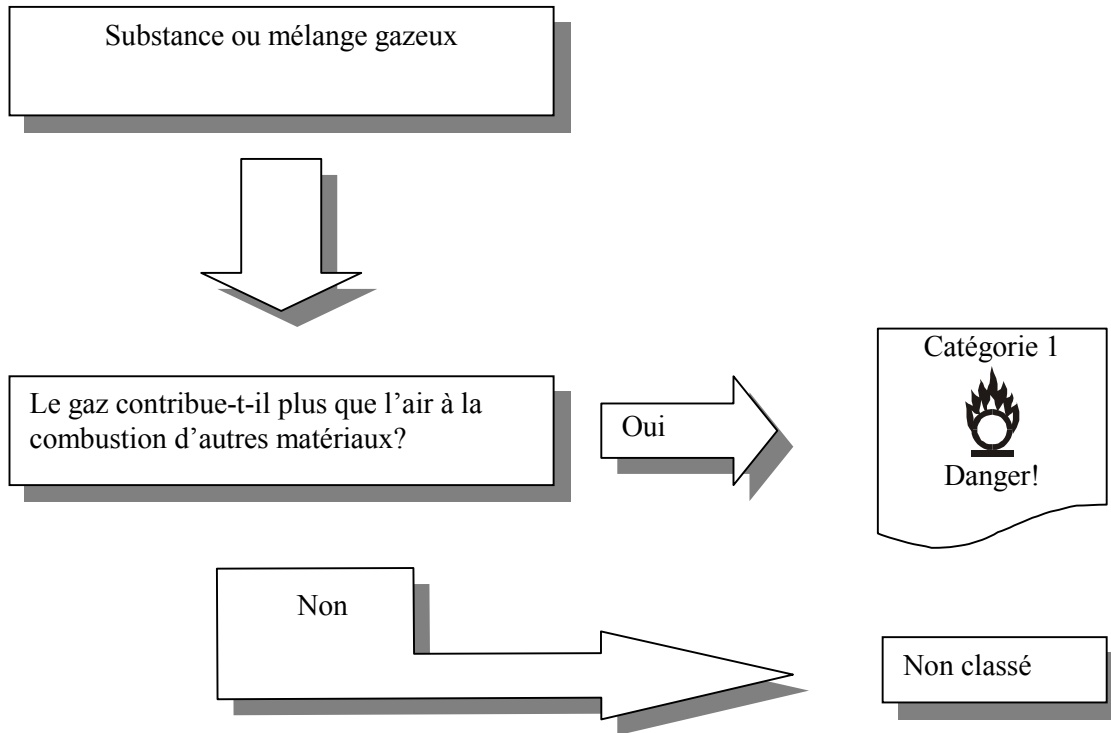 Substance ou mélange gazeux
Le gaz contribue-t-il plus que l’air à la
combustion d’autres matériaux?
Oui
Catégorie 1
Danger!
Non
Non classé